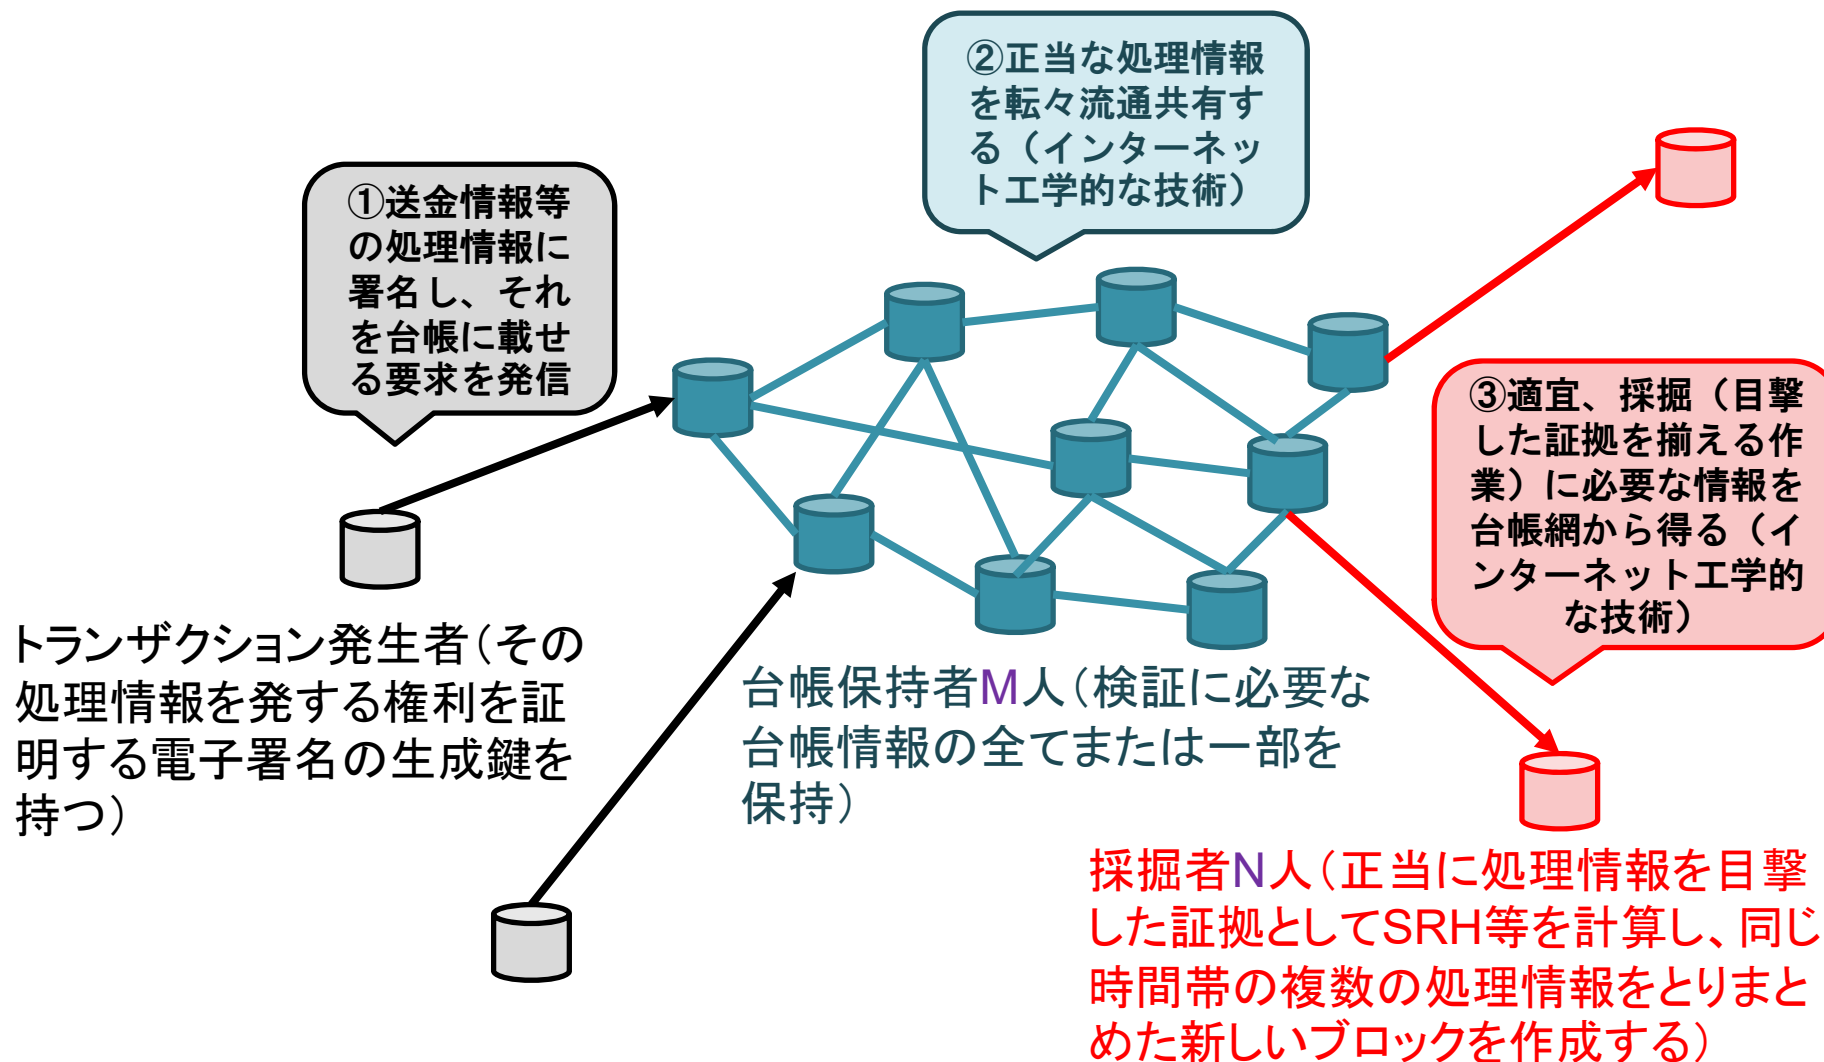 ①送金情報等
の処理情報に
署名し、それ
を台帳に載せ
る要求を発信
②正当な処理情報
を転々流通共有す
る（インターネッ
ト工学的な技術）
③適宜、採掘（目撃
した証拠を揃える作
業）に必要な情報を
台帳網から得る（イ
ンターネット工学的
な技術）
トランザクション発生者（その
処理情報を発する権利を証
明する電子署名の生成鍵を
持つ）
台帳保持者M人（検証に必要な
台帳情報の全てまたは一部を
保持）
採掘者N人（正当に処理情報を目撃
した証拠としてSRH等を計算し、同じ
時間帯の複数の処理情報をとりまと
めた新しいブロックを作成する）